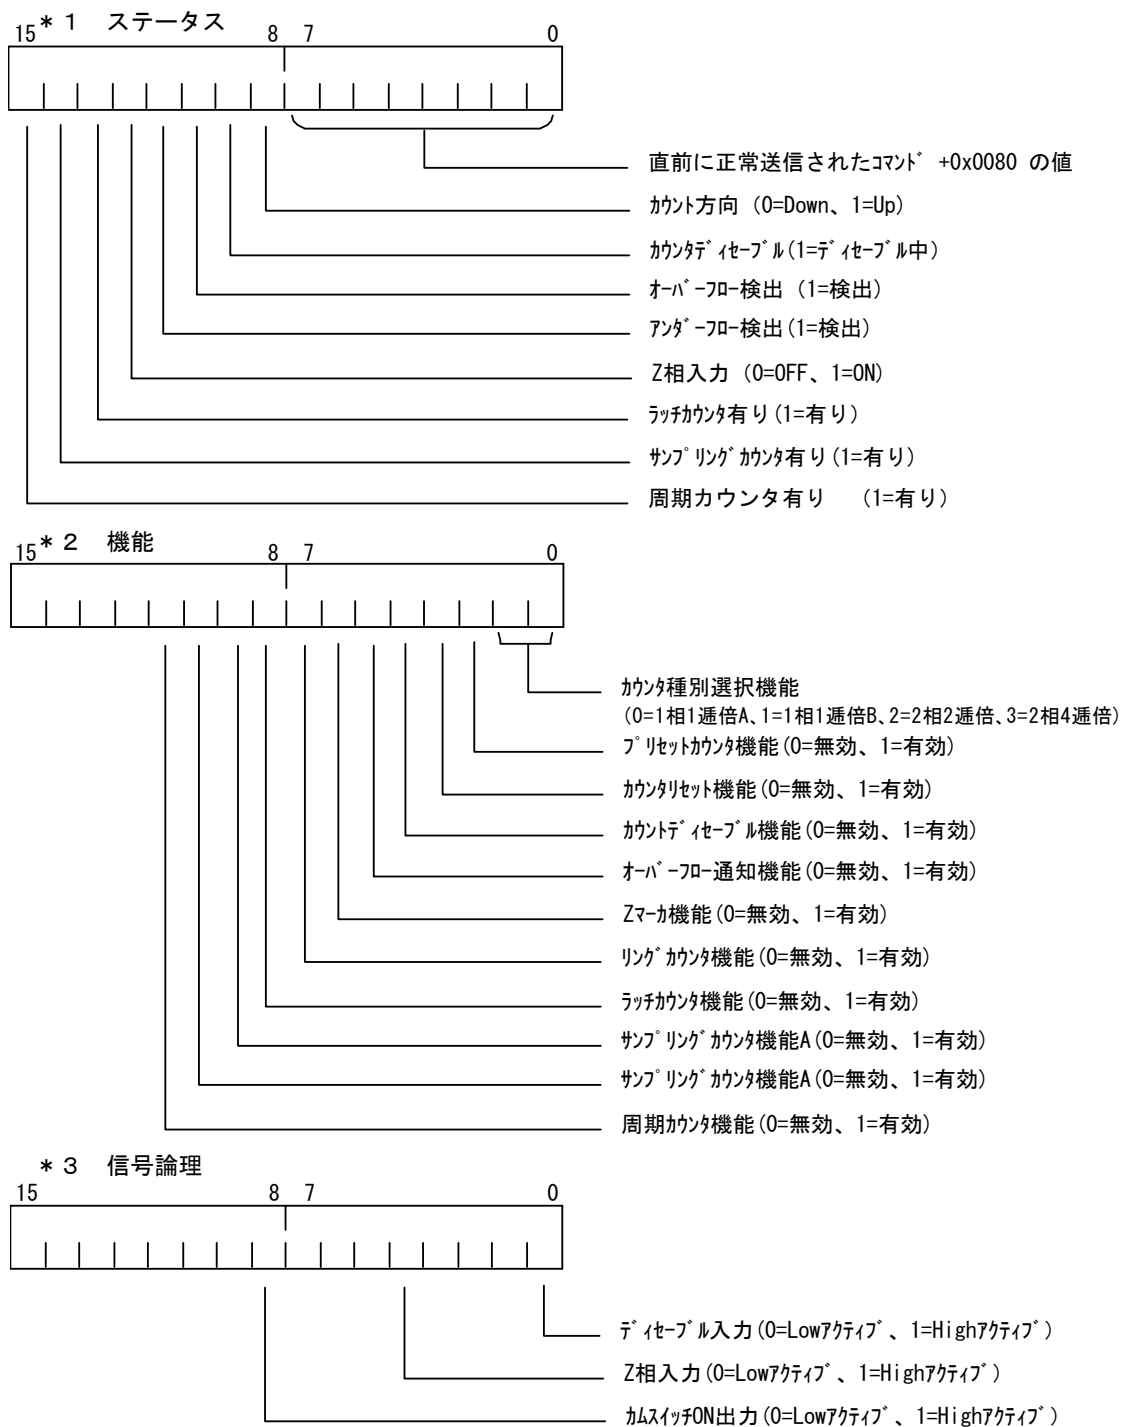 *1 ステータス
15 8 7 0
直前に正常送信されたｺﾏﾝﾄﾞ +0x0080 の値
ｶｳﾝﾄ方向 (0=Down、1=Up)
ｶｳﾝﾀﾃﾞｨｾｰﾌﾞﾙ(1=ﾃﾞｨｾｰﾌﾞﾙ中)
ｵｰﾊﾞｰﾌﾛｰ検出 (1=検出)
ｱﾝﾀﾞｰﾌﾛｰ検出(1=検出)
Z相入力 (0=OFF、1=ON)
ﾗｯﾁｶｳﾝﾀ有り(1=有り)
ｻﾝﾌﾟﾘﾝｸﾞｶｳﾝﾀ有り(1=有り)
周期カウンタ有り (1=有り)
*2 機能
15 8 7 0
ｶｳﾝﾀ種別選択機能
(0=1相1逓倍A、1=1相1逓倍B、2=2相2逓倍、3=2相4逓倍)
ﾌﾟﾘｾｯﾄｶｳﾝﾀ機能(0=無効、1=有効)
ｶｳﾝﾀﾘｾｯﾄ機能(0=無効、1=有効)
ｶｳﾝﾄﾃﾞｨｾｰﾌﾞﾙ機能(0=無効、1=有効)
ｵｰﾊﾞｰﾌﾛｰ通知機能(0=無効、1=有効)
Zﾏｰｶ機能(0=無効、1=有効)
ﾘﾝｸﾞｶｳﾝﾀ機能(0=無効、1=有効)
ﾗｯﾁｶｳﾝﾀ機能(0=無効、1=有効)
ｻﾝﾌﾟﾘﾝｸﾞｶｳﾝﾀ機能A(0=無効、1=有効)
ｻﾝﾌﾟﾘﾝｸﾞｶｳﾝﾀ機能A(0=無効、1=有効)
周期ｶｳﾝﾀ機能(0=無効、1=有効)
*3 信号論理
15 8 7 0
ﾃﾞｨｾｰﾌﾞﾙ入力(0=Lowｱｸﾃｨﾌﾞ、1=Highｱｸﾃｨﾌﾞ)
Z相入力(0=Lowｱｸﾃｨﾌﾞ、1=Highｱｸﾃｨﾌﾞ)
ｶﾑｽｲｯﾁON出力(0=Lowｱｸﾃｨﾌﾞ、1=Highｱｸﾃｨﾌﾞ)